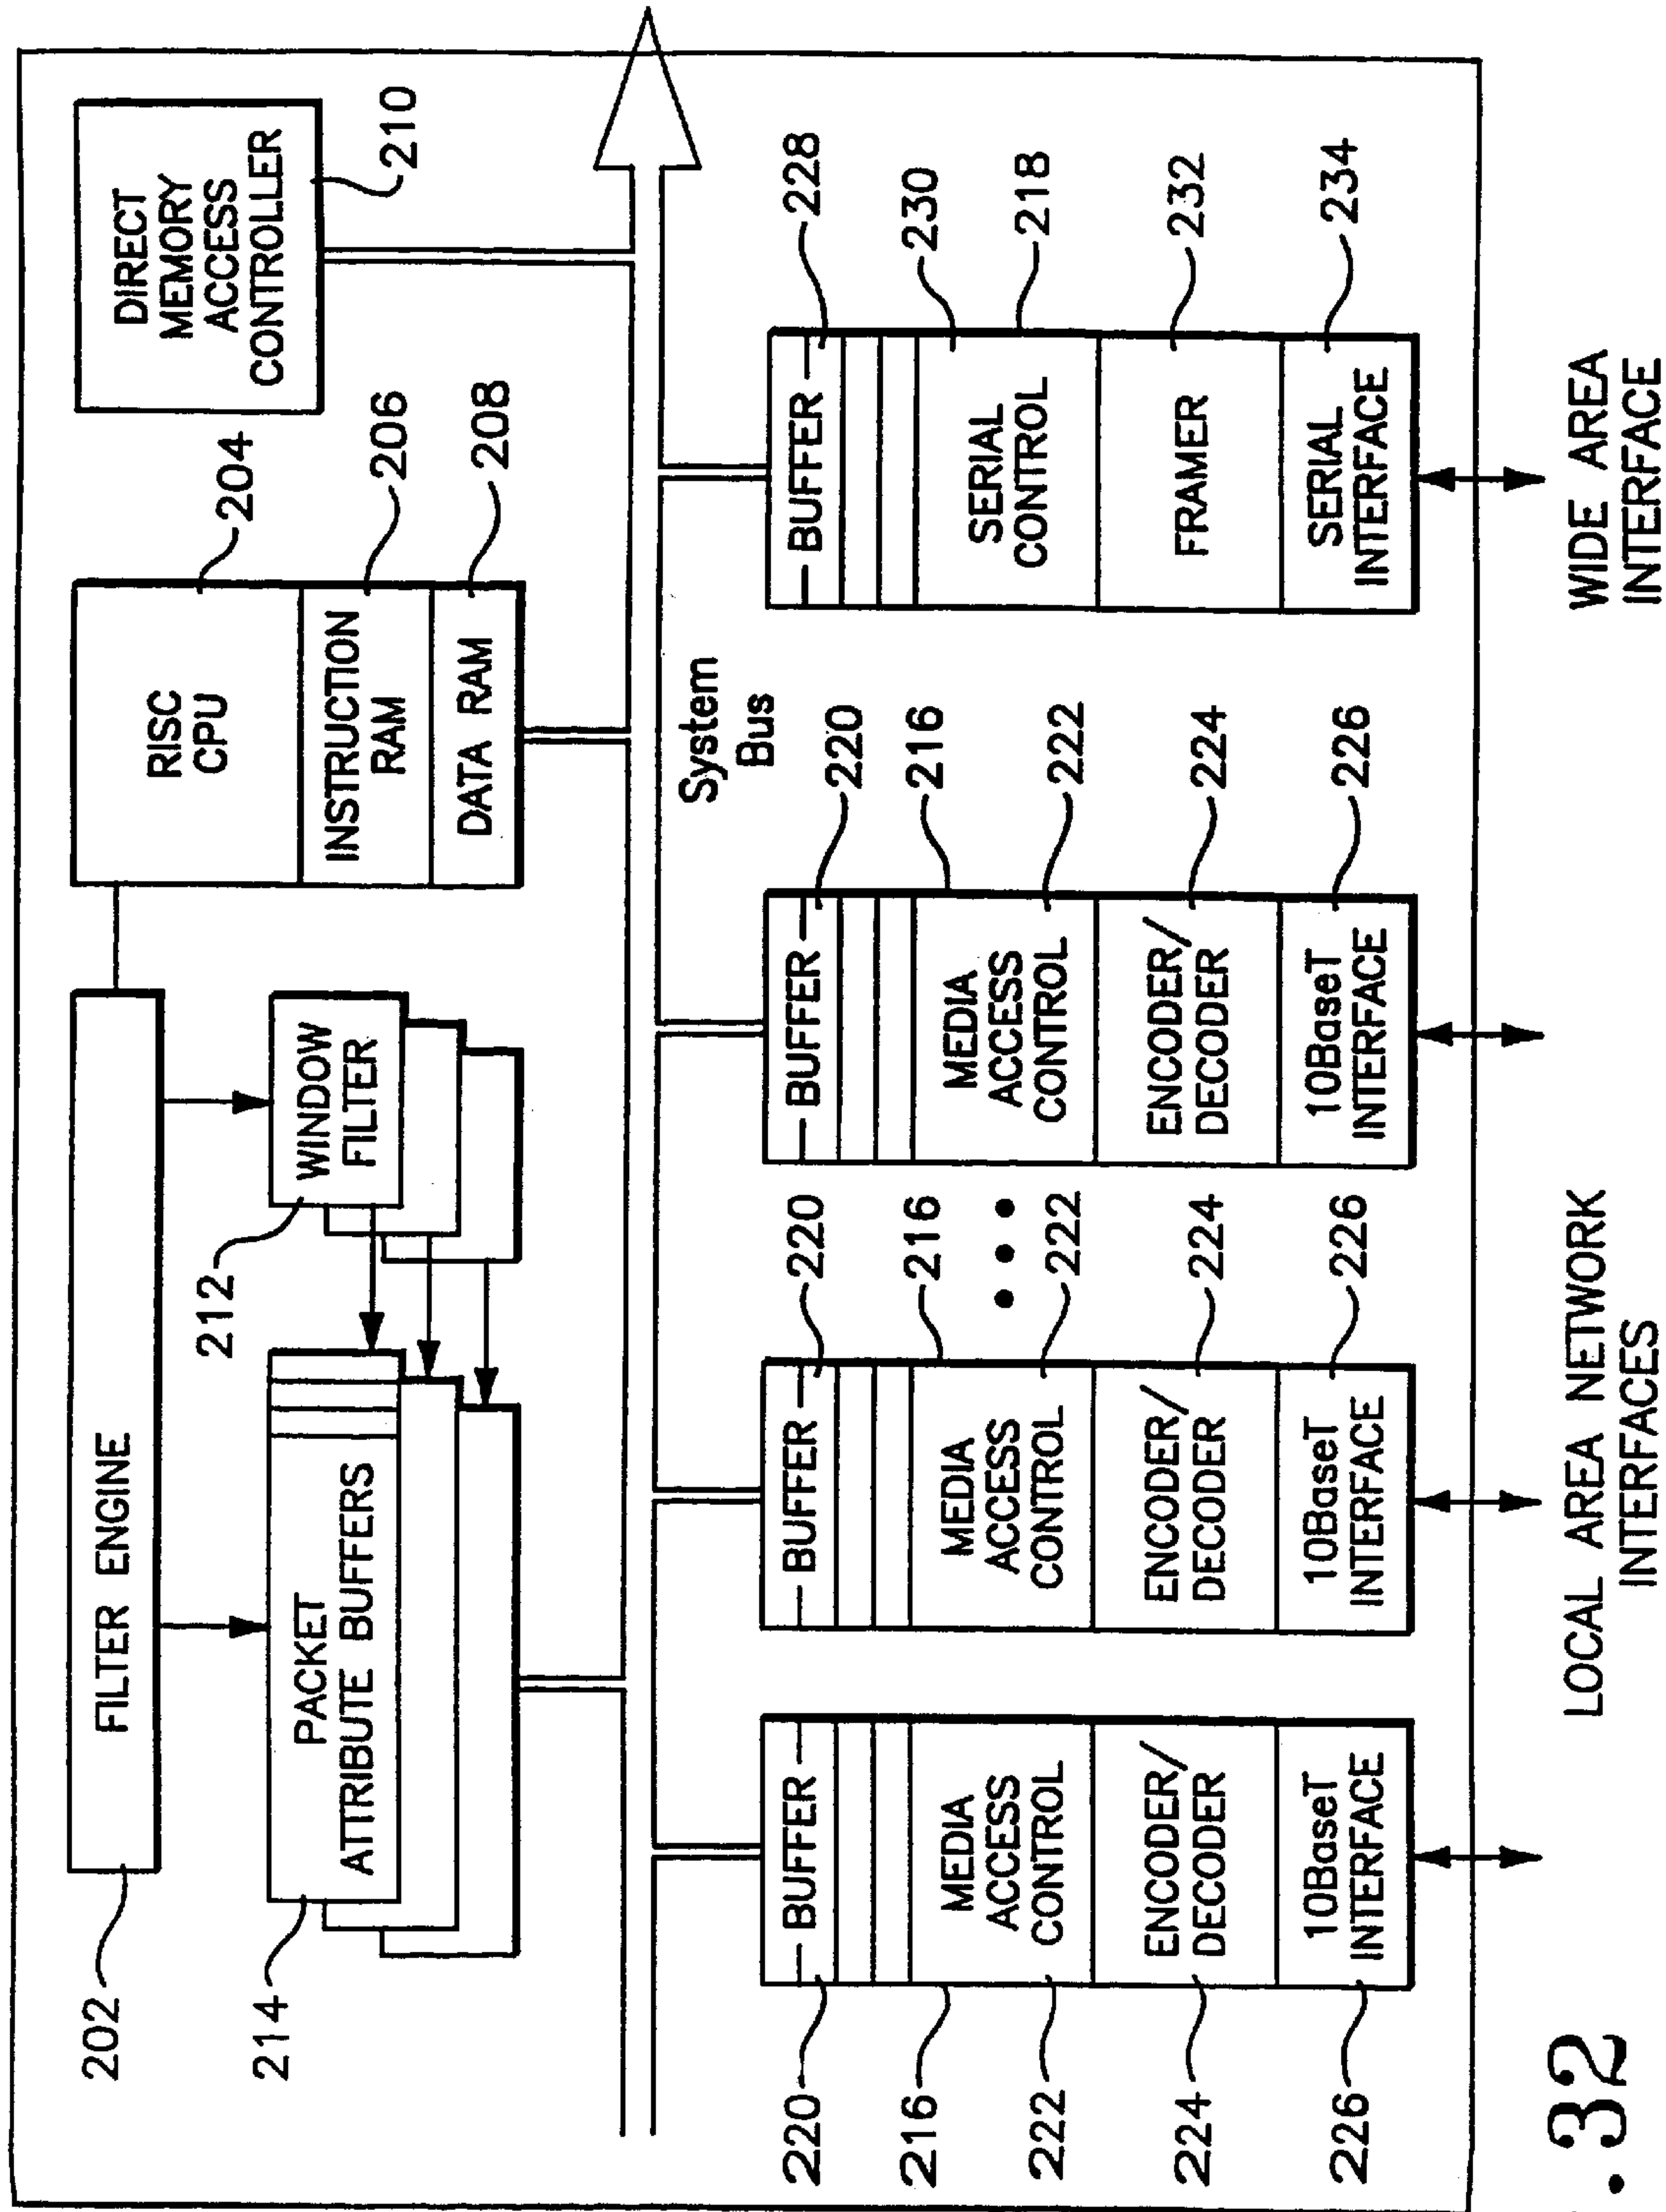 FILTER ENGINE
202
RISC
CPU
204
INSTRUCTION
RAM
206
DATA RAM
208
DIRECT
MEMORY
ACCESS
CONTROLLER
210
PACKET
ATTRIBUTE BUFFERS
214
WINDOW
FILTER
212
System
Bus
BUFFER
220
216
MEDIA
ACCESS
CONTROL
222
ENCODER/
DECODER
224
10BaseT
INTERFACE
226
BUFFER
220
216
MEDIA
ACCESS
CONTROL
222
ENCODER/
DECODER
224
10BaseT
INTERFACE
226
BUFFER
220
216
MEDIA
ACCESS
CONTROL
222
ENCODER/
DECODER
224
10BaseT
INTERFACE
226
BUFFER
228
SERIAL
CONTROL
230
218
FRAMER
232
SERIAL
INTERFACE
234
LOCAL AREA NETWORK
INTERFACES
WIDE AREA
INTERFACE
.32